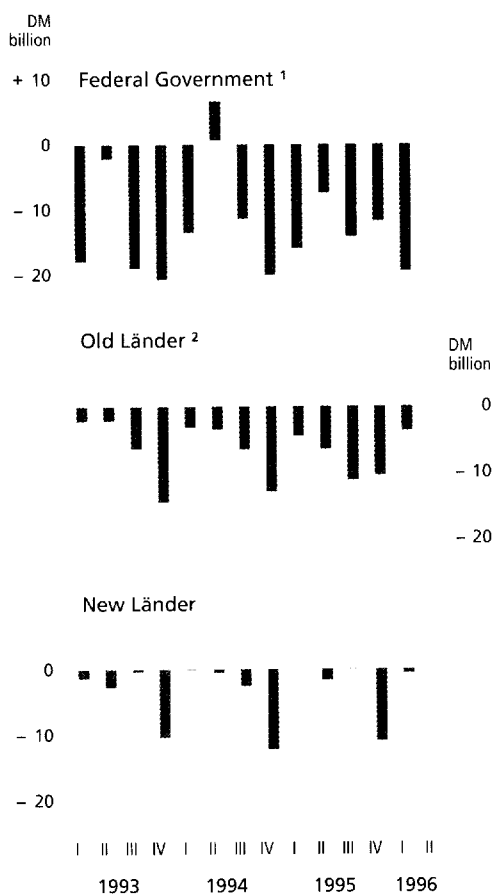 DM
billion
+ 10
Federal Government ¹
0
– 10
– 20
Old Länder ²
DM
billion
0
– 10
– 20
New Länder
0
– 10
– 20
I II III IV I II III IV I II III IV I II
1993 1994 1995 1996